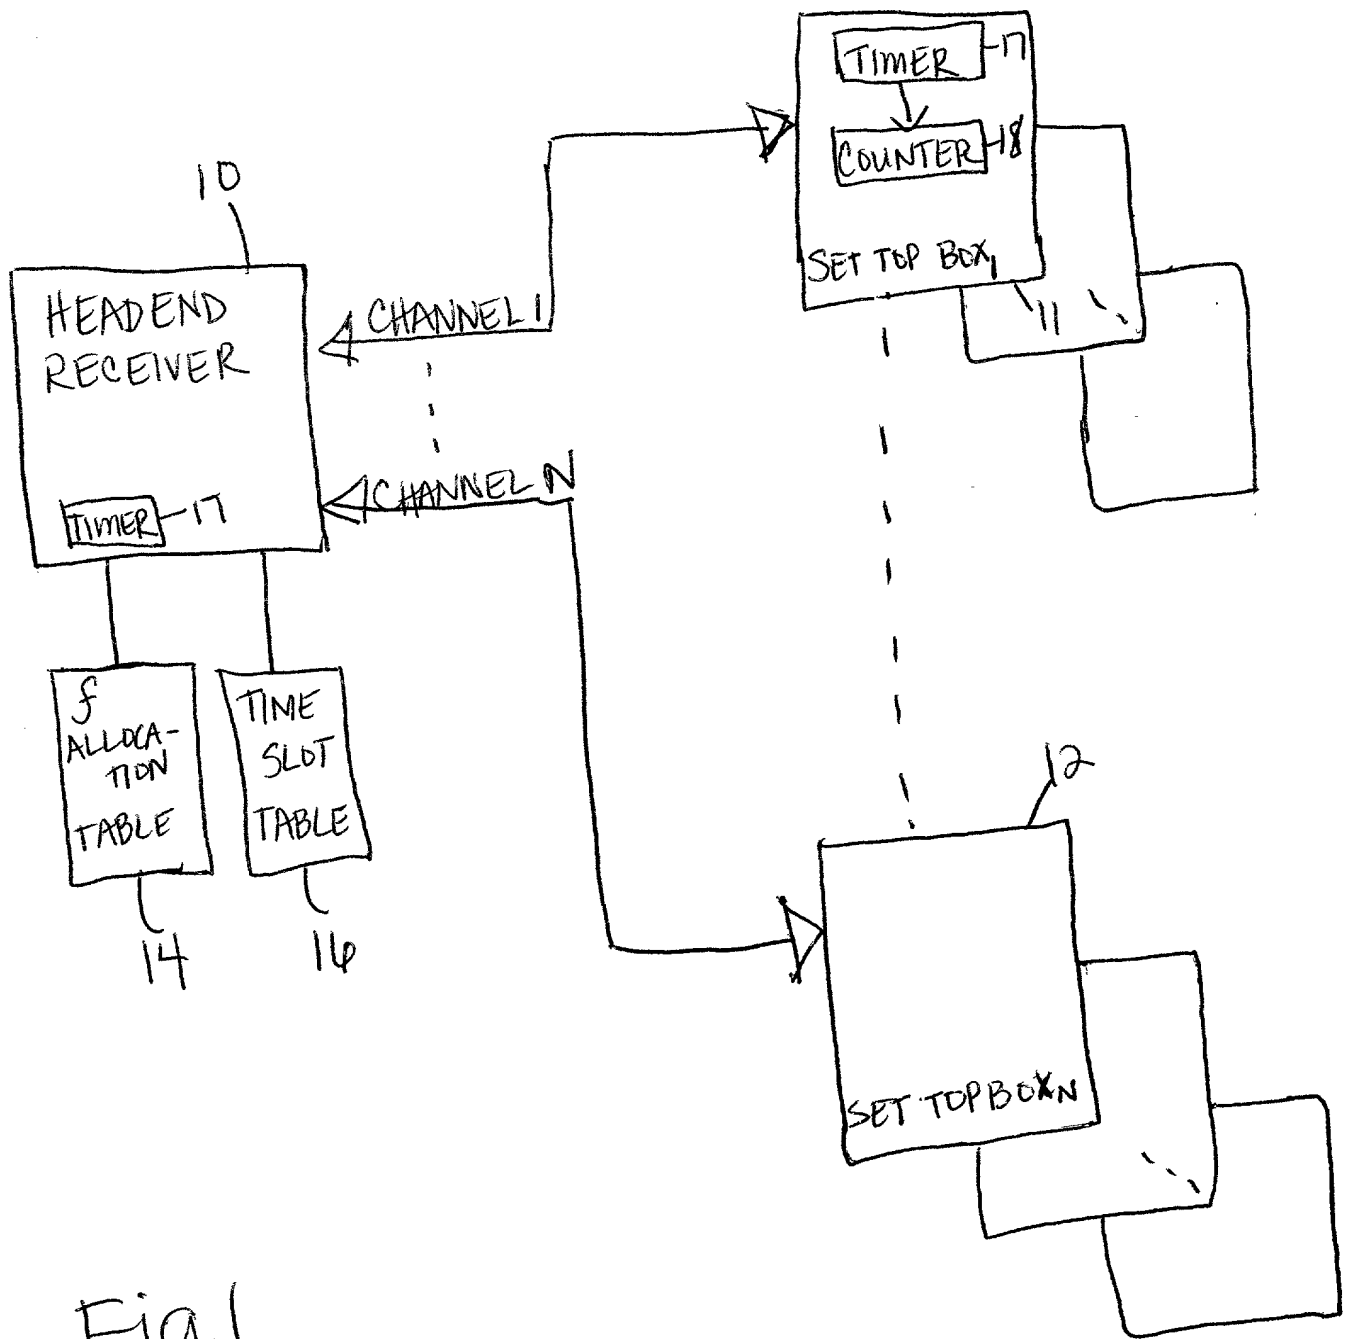 TIMER
17
COUNTER
18
SET TOP BOX1
11
10
HEADEND
RECEIVER
CHANNEL 1
CHANNEL N
TIMER
17
f
ALLOCA-
TION
TABLE
TIME
SLOT
TABLE
14
16
12
SET TOP BOX N
Fig 1